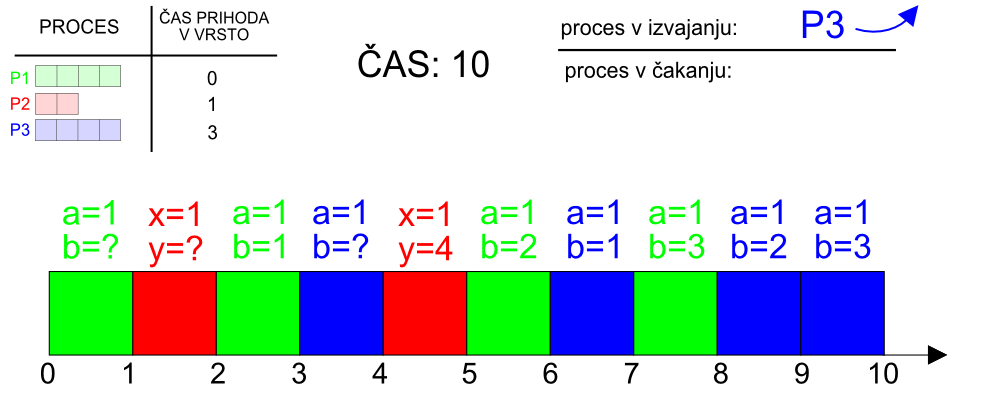 PROCES
ČAS PRIHODA
V VRSTO
P1 0
P2 1
P3 3
ČAS: 10
proces v izvajanju: P3
proces v čakanju:
a=1 x=1 a=1 a=1 x=1 a=1 a=1 a=1 a=1 a=1
b=? y=? b=1 b=? y=4 b=2 b=1 b=3 b=2 b=3
0 1 2 3 4 5 6 7 8 9 10